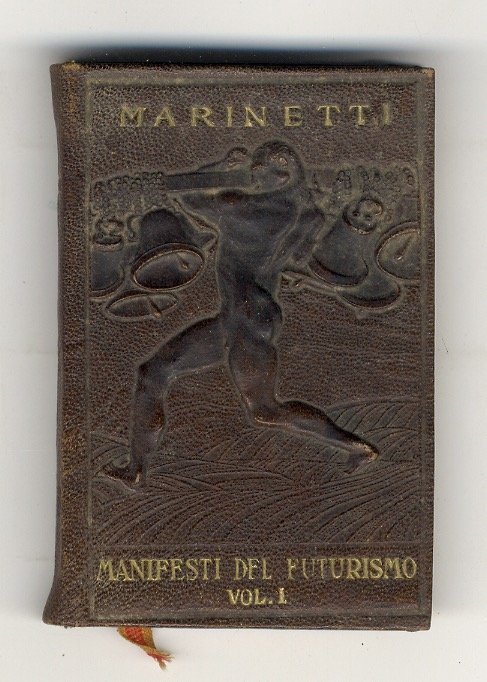 MARINETTI
MANIFESTI DEL FUTURISMO
VOL. I